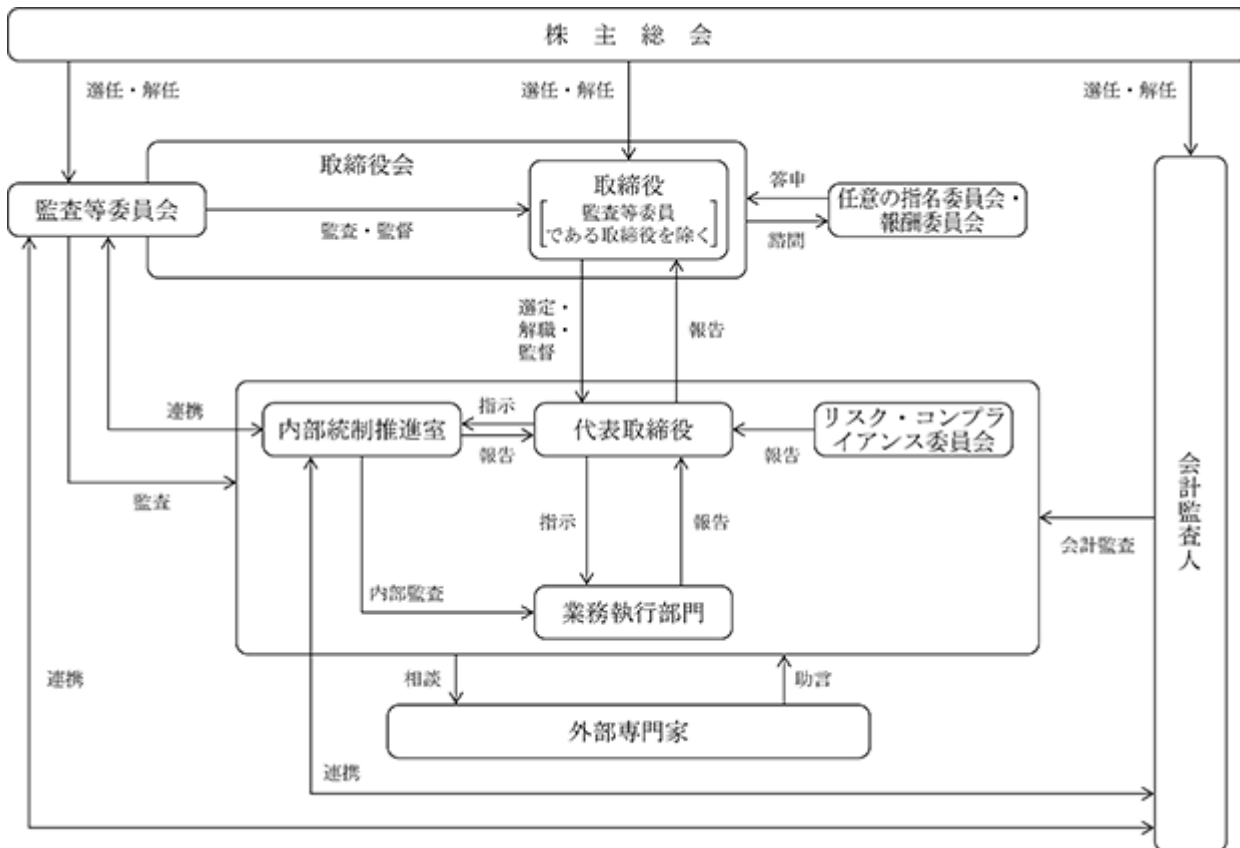 株主総会
選任・解任
選任・解任
選任・解任
取締役会
監査等委員会
監査・監督
取締役
監査等委員
である取締役を除く
答申
諮問
任意の指名委員会・
報酬委員会
選定・
解職・
監督
報告
連携
内部統制推進室
指示
報告
代表取締役
報告
リスク・コンプラ
イアンス委員会
監査
指示
報告
会計監査
会計監査人
内部監査
業務執行部門
連携
相談
助言
外部専門家
連携